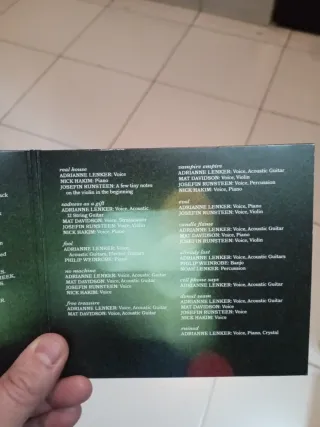 real house
ADRIANNE LENKER: Voice
NICK HAKIM: Piano
JOSEFIN RUNSTEEN: A few tiny notes
on the violin in the beginning
sadness as a gift
ADRIANNE LENKER: Voice, Acoustic
12 String Guitar
MAT DAVIDSON: Voice,
JOSEFIN RUNSTEEN: Voice, Violin
NICK HAKIM: Voice, Piano
fool
ADRIANNE LENKER: Voice,
Acoustic Guitars, Electric Guitars
PHILIP WEINROBE: Piano
no machine
ADRIANNE LENKER: Voice, Acoustic Guitar
MAT DAVIDSON: Voice, Acoustic Guitar
JOSEFIN RUNSTEEN: Voice
NICK HAKIM: Voice
free treasure
ADRIANNE LENKER: Voice, Acoustic Guitar
MAT DAVIDSON: Voice, Acoustic Guitar
vampire empire
ADRIANNE LENKER: Voice, Acoustic Guitar
MAT DAVIDSON: Voice, Violin
JOSEFIN RUNSTEEN: Voice, Percussion
NICK HAKIM: Voice, Piano
evol
ADRIANNE LENKER: Voice, Piano
JOSEFIN RUNSTEEN: Voice, Violin
candle flame
ADRIANNE LENKER: Voice, Acoustic Guitar
MAT DAVIDSON: Voice, Piano
JOSEFIN RUNSTEEN: Voice, Violin
already lost
ADRIANNE LENKER: Voice, Acoustic Guitars
PHILIP WEINROBE: Banjo
NOAH LENKER: Percussion
cell phone says
ADRIANNE LENKER: Voice, Acoustic Guitar
donut seam
ADRIANNE LENKER: Voice, Acoustic Guitar
MAT DAVIDSON: Voice, Acoustic Guitar
JOSEFIN RUNSTEEN: Voice
NICK HAKIM: Voice
ruined
ADRIANNE LENKER: Voice, Piano, Crystal